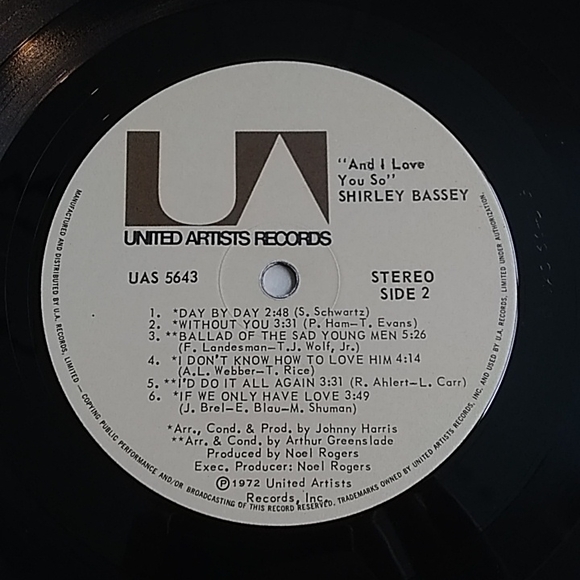 UA
"And I Love
You So"
SHIRLEY BASSEY
UNITED ARTISTS RECORDS
UAS 5643
STEREO
SIDE 2
1. *DAY BY DAY 2:48 (S. Schwartz)
2. *WITHOUT YOU 3:31 (P. Ham-T. Evans)
3. **BALLAD OF THE SAD YOUNG MEN 5:26
(F. Landesman-T.J. Wolf, Jr.)
4. *I DON'T KNOW HOW TO LOVE HIM 4:14
(A.L. Webber-T. Rice)
5. **I'D DO IT ALL AGAIN 3:31 (R. Ahlert-L. Carr)
6. *IF WE ONLY HAVE LOVE 3:49
(J. Brel-E. Blau-M. Shuman)
*Arr., Cond. & Prod. by Johnny Harris
**Arr. & Cond. by Arthur Greenslade
Produced by Noel Rogers
Exec. Producer: Noel Rogers
Ⓟ 1972 United Artists
Records, Inc.
MANUFACTURED AND DISTRIBUTED BY U.A. RECORDS, LIMITED — COPYING PUBLIC PERFORMANCE AND/OR BROADCASTING OF THIS RECORD RESERVED. TRADEMARKS OWNED BY UNITED ARTISTS RECORDS, INC. AND USED BY U.A. RECORDS, LIMITED UNDER AUTHORIZATION.